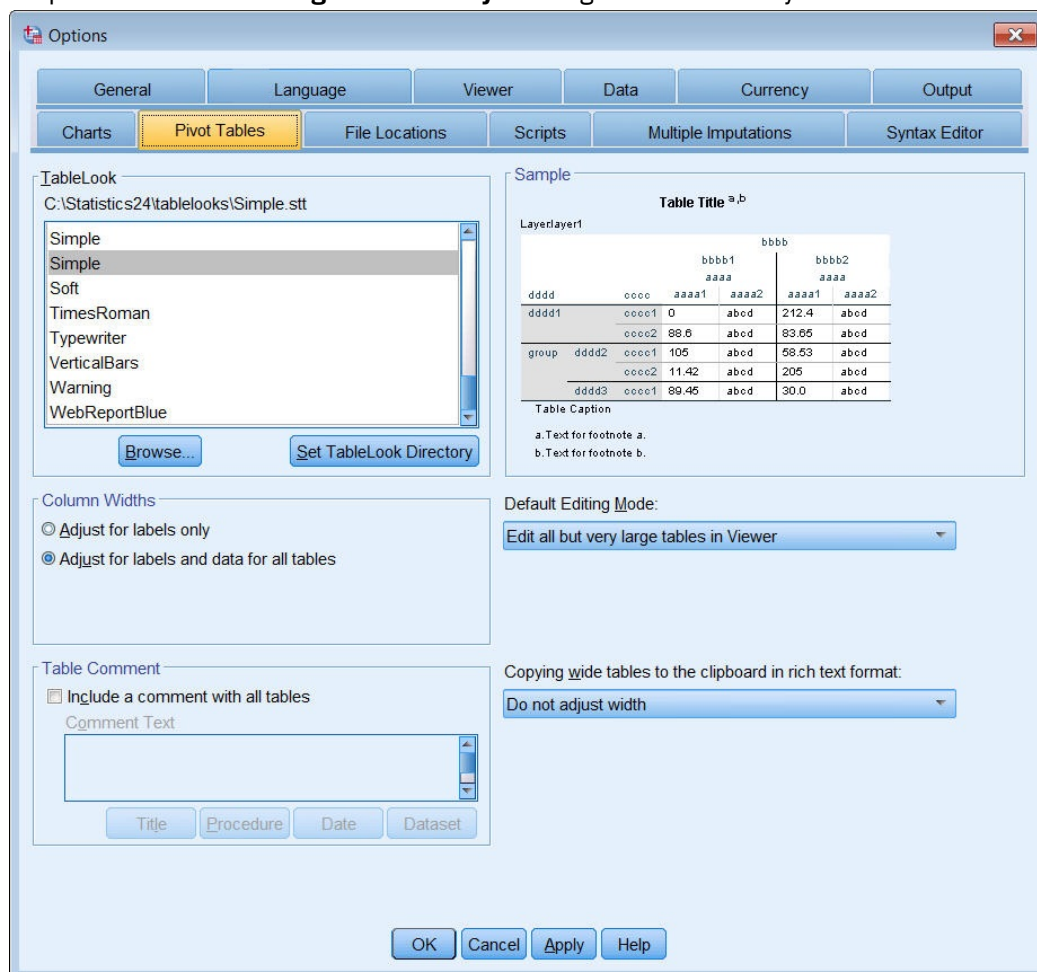 Options
General Language Viewer Data Currency Output
Charts Pivot Tables File Locations Scripts Multiple Imputations Syntax Editor
TableLook
C:\Statistics24\tablelooks\Simple.stt
Simple
Simple
Soft
TimesRoman
Typewriter
VerticalBars
Warning
WebReportBlue
Browse... Set TableLook Directory
Sample
Table Title a,b
Layerlayer1
bbbb
bbbb1 bbbb2
aaaa aaaa
dddd cccc aaaa1 aaaa2 aaaa1 aaaa2
dddd1 cccc1 0 abcd 212.4 abcd
cccc2 88.6 abcd 83.65 abcd
group dddd2 cccc1 105 abcd 58.53 abcd
cccc2 11.42 abcd 205 abcd
dddd3 cccc1 89.45 abcd 30.0 abcd
Table Caption
a.Text for footnote a.
b.Text for footnote b.
Column Widths
Adjust for labels only
Adjust for labels and data for all tables
Default Editing Mode:
Edit all but very large tables in Viewer
Table Comment
Include a comment with all tables
Comment Text
Title Procedure Date Dataset
Copying wide tables to the clipboard in rich text format:
Do not adjust width
OK Cancel Apply Help